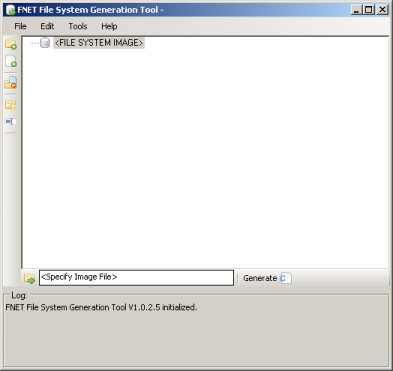 FNET File System Generation Tool -
File Edit Tools Help
<FILE SYSTEM IMAGE>
<Specify Image File> Generate C
Log:
FNET File System Generation Tool V1.0.2.5 initialized.